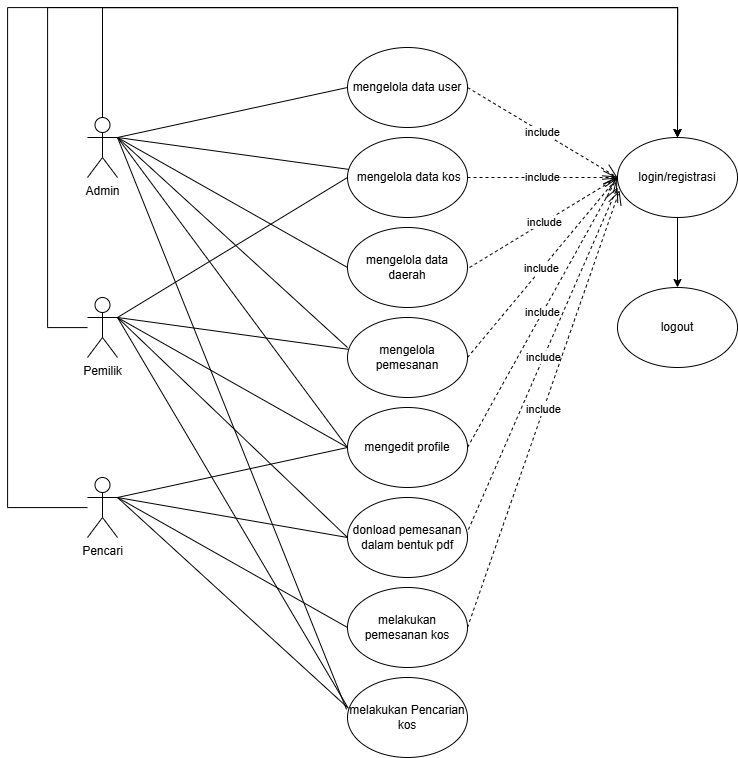 mengelola data user
include
Admin
mengelola data kos
include
login/registrasi
include
mengelola data
daerah
include
include
logout
Pemilik
mengelola
pemesanan
include
include
mengedit profile
Pencari
donload pemesanan
dalam bentuk pdf
melakukan
pemesanan kos
melakukan Pencarian
kos